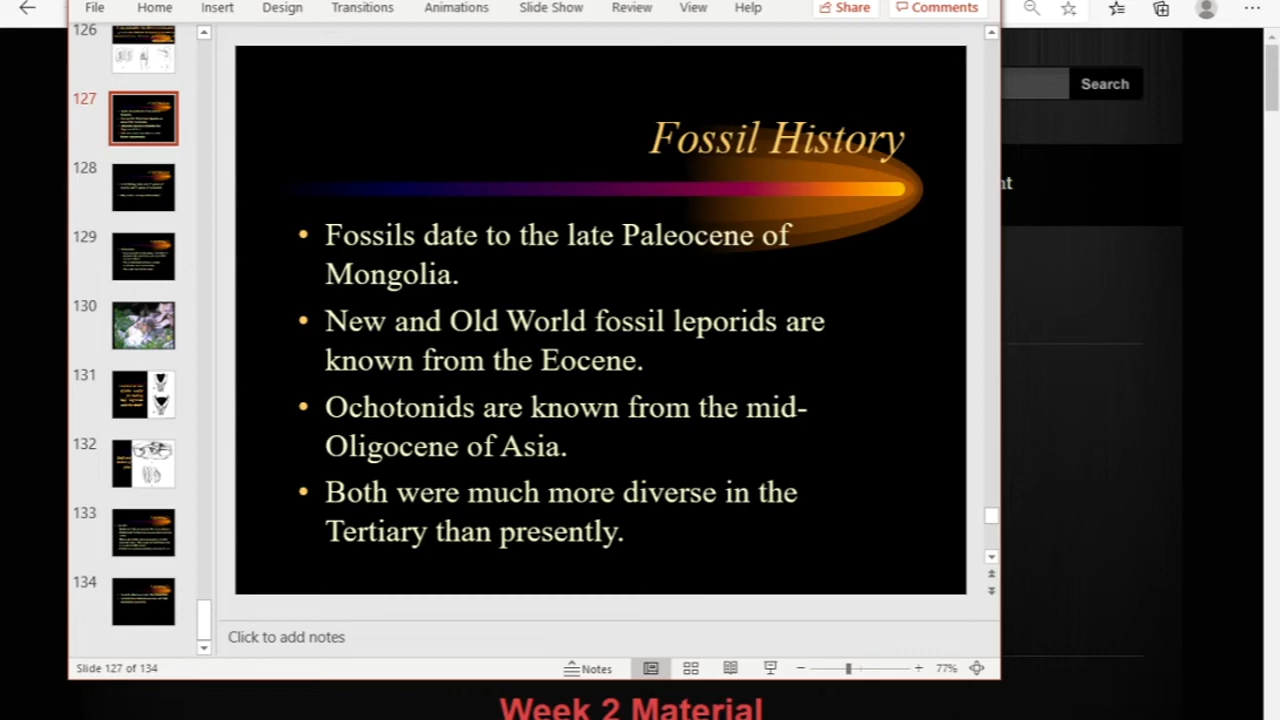 File Home Insert Design Transitions Animations Slide Show Review View Help Share Comments
126
127
128
129
130
131
132
133
134
Fossil History
• Fossils date to the late Paleocene of
Mongolia.
• New and Old World fossil leporids are
known from the Eocene.
• Ochotonids are known from the mid-
Oligocene of Asia.
• Both were much more diverse in the
Tertiary than presently.
Click to add notes
Slide 127 of 134 Notes 77%
Search
nt
Week 2 Material